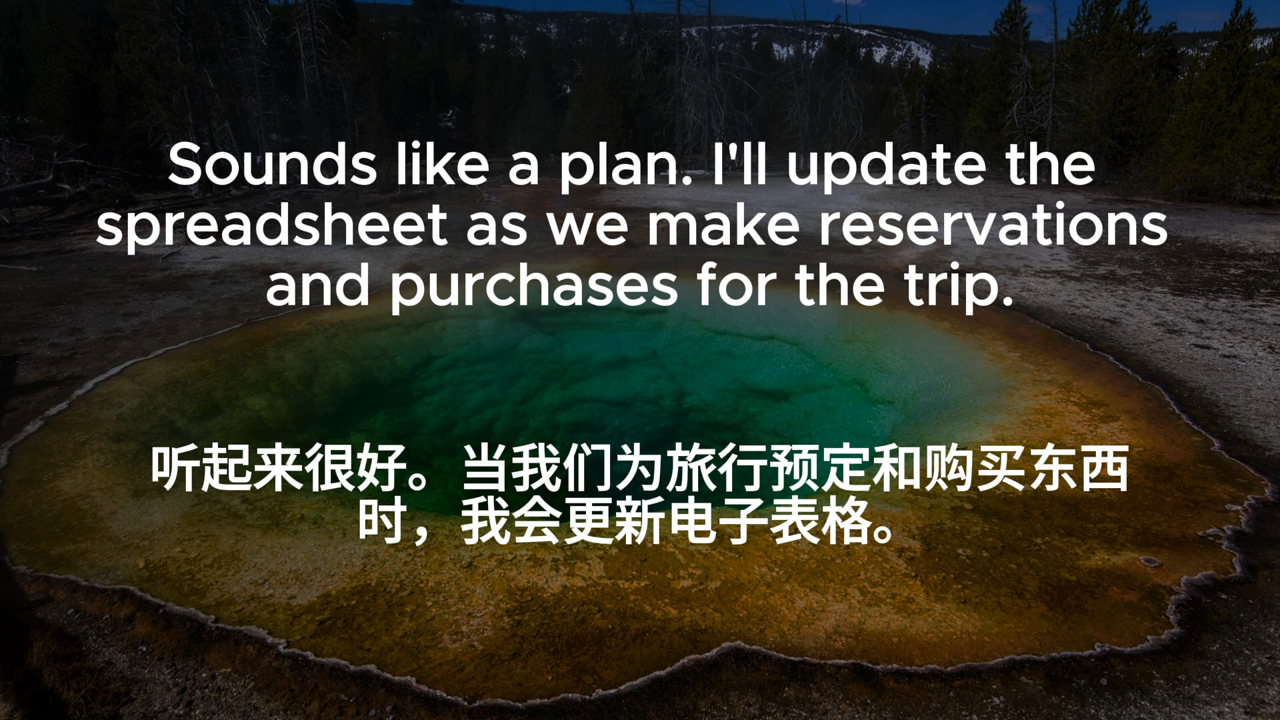 Sounds like a plan. I'll update the
spreadsheet as we make reservations
and purchases for the trip.
听起来很好。当我们为旅行预定和购买东西
时，我会更新电子表格。